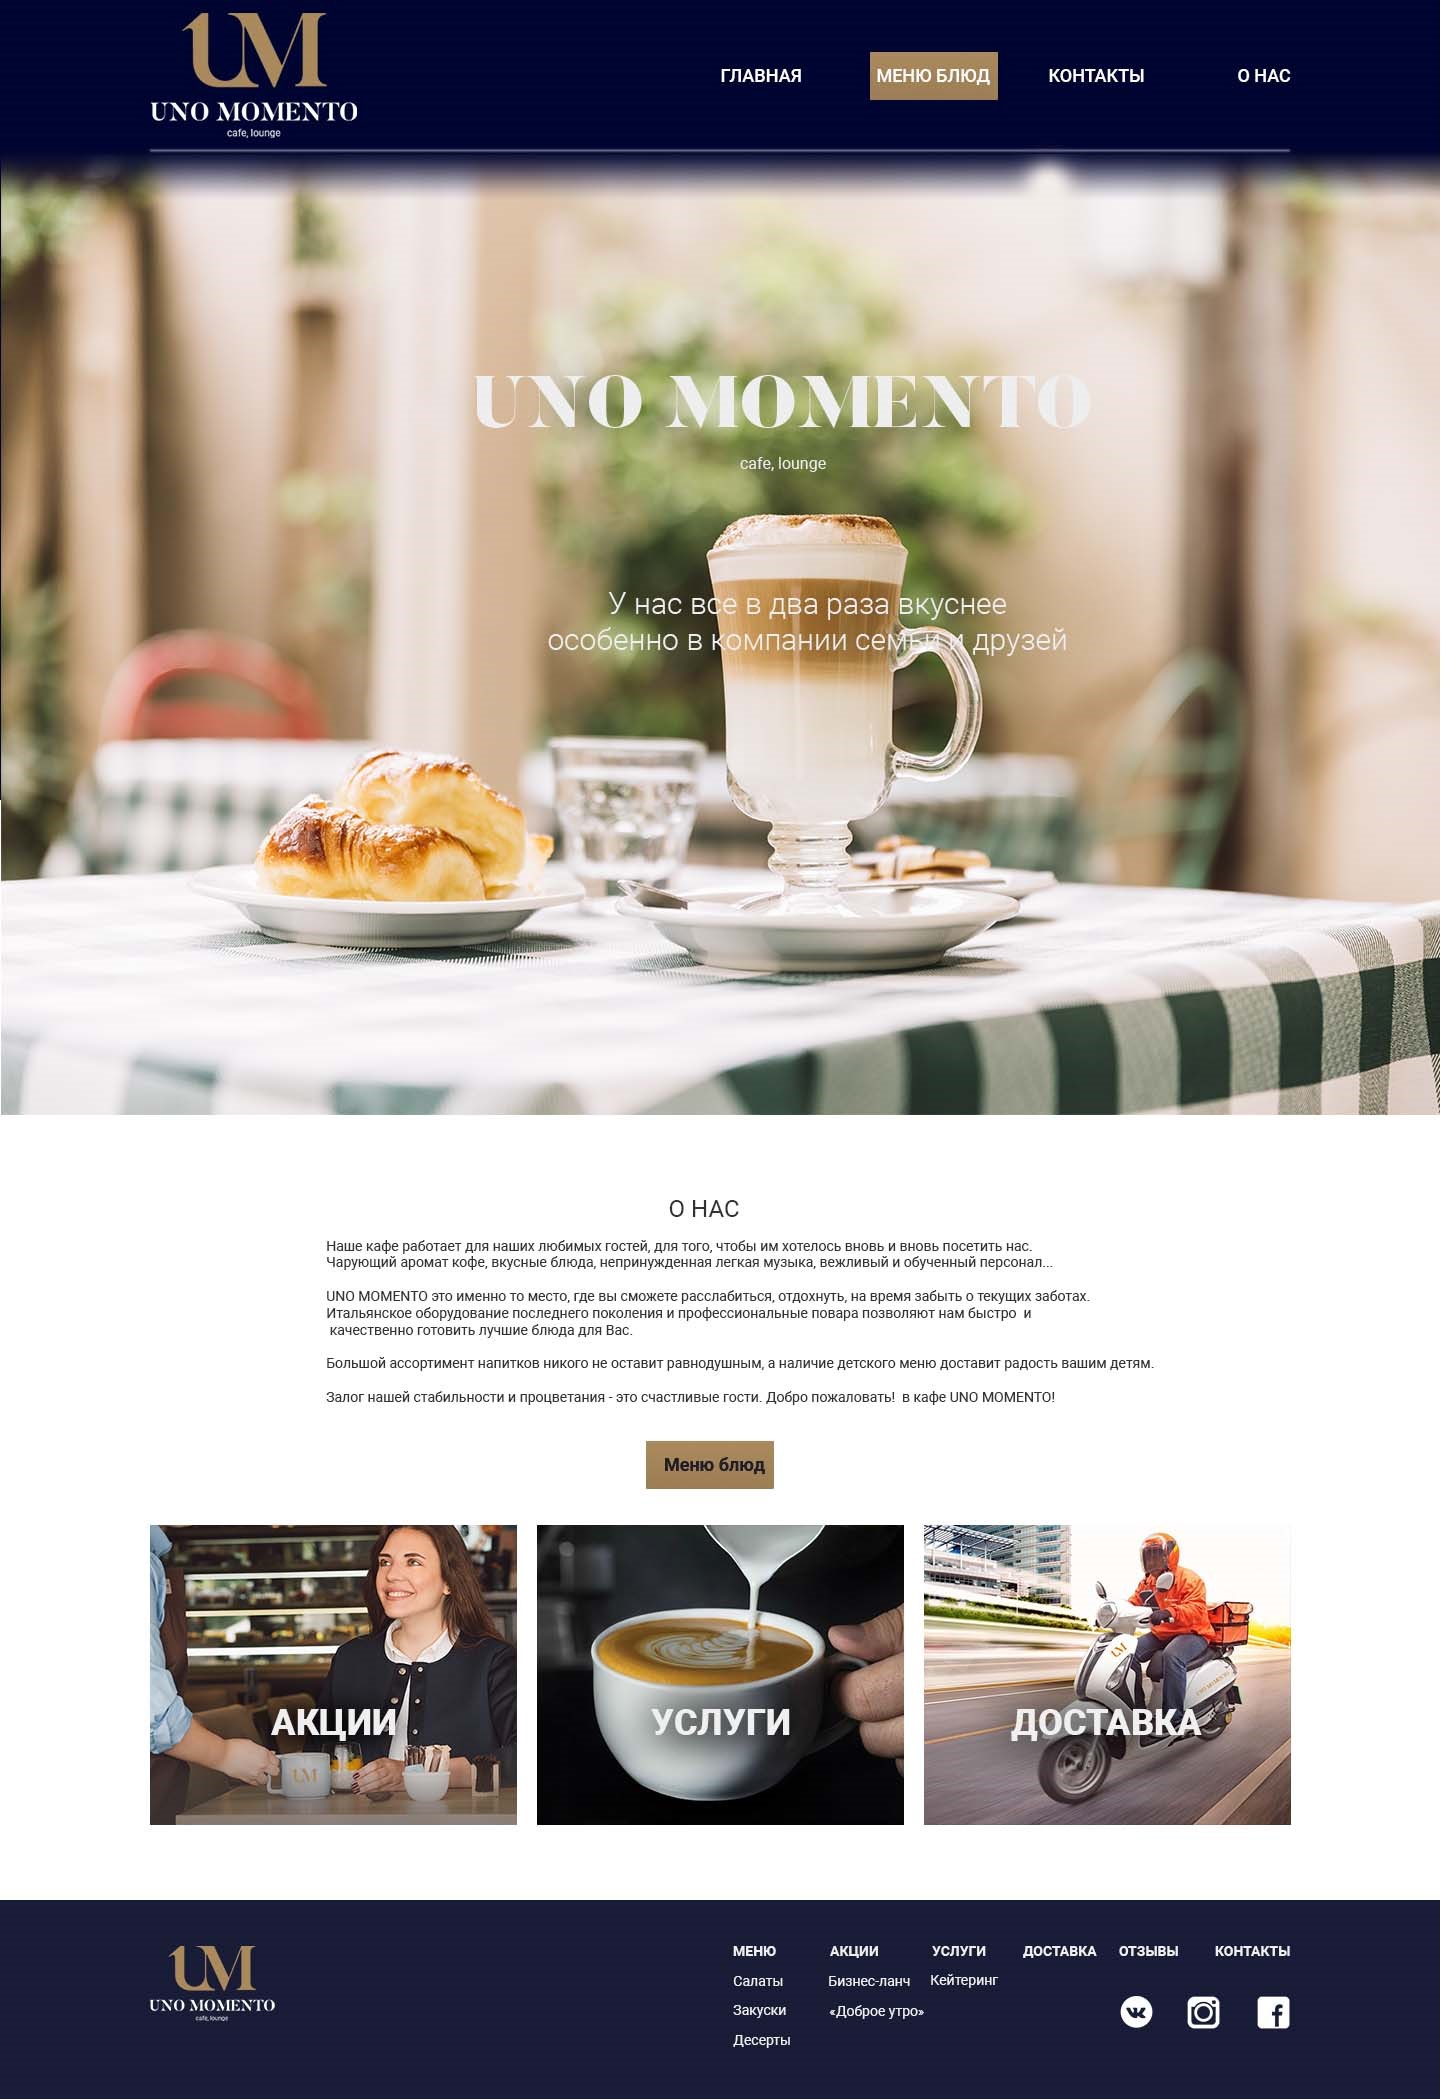 UM
UNO MOMENTO
cafe, lounge
ГЛАВНАЯ
МЕНЮ БЛЮД
КОНТАКТЫ
О НАС
UNO MOMENTO
cafe, lounge
У нас все в два раза вкуснее
особенно в компании семьи и друзей
О НАС
Наше кафе работает для наших любимых гостей, для того, чтобы им хотелось вновь и вновь посетить нас.
Чарующий аромат кофе, вкусные блюда, непринужденная легкая музыка, вежливый и обученный персонал...
UNO MOMENTO это именно то место, где вы сможете расслабиться, отдохнуть, на время забыть о текущих заботах.
Итальянское оборудование последнего поколения и профессиональные повара позволяют нам быстро  и
качественно готовить лучшие блюда для Вас.
Большой ассортимент напитков никого не оставит равнодушным, а наличие детского меню доставит радость вашим детям.
Залог нашей стабильности и процветания - это счастливые гости. Добро пожаловать!  в кафе UNO MOMENTO!
Меню блюд
UM
АКЦИИ
УСЛУГИ
UM
UNO MOMENTO
ДОСТАВКА
UM
UNO MOMENTO
cafe, lounge
МЕНЮ
Салаты
Закуски
Десерты
АКЦИИ
Бизнес-ланч
«Доброе утро»
УСЛУГИ
Кейтеринг
ДОСТАВКА
ОТЗЫВЫ
КОНТАКТЫ